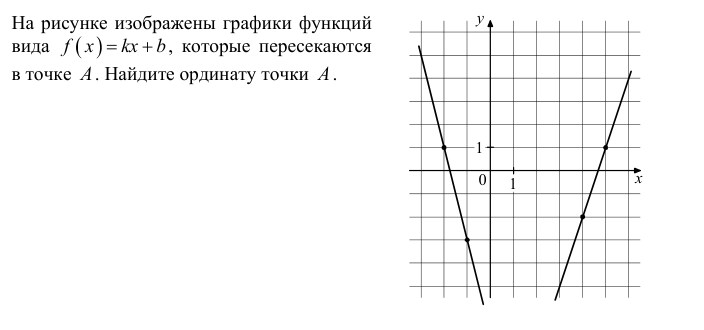 На рисунке изображены графики функций
вида f(x)=kx+b, которые пересекаются
в точке A. Найдите ординату точки A.
y
1
0
1
x